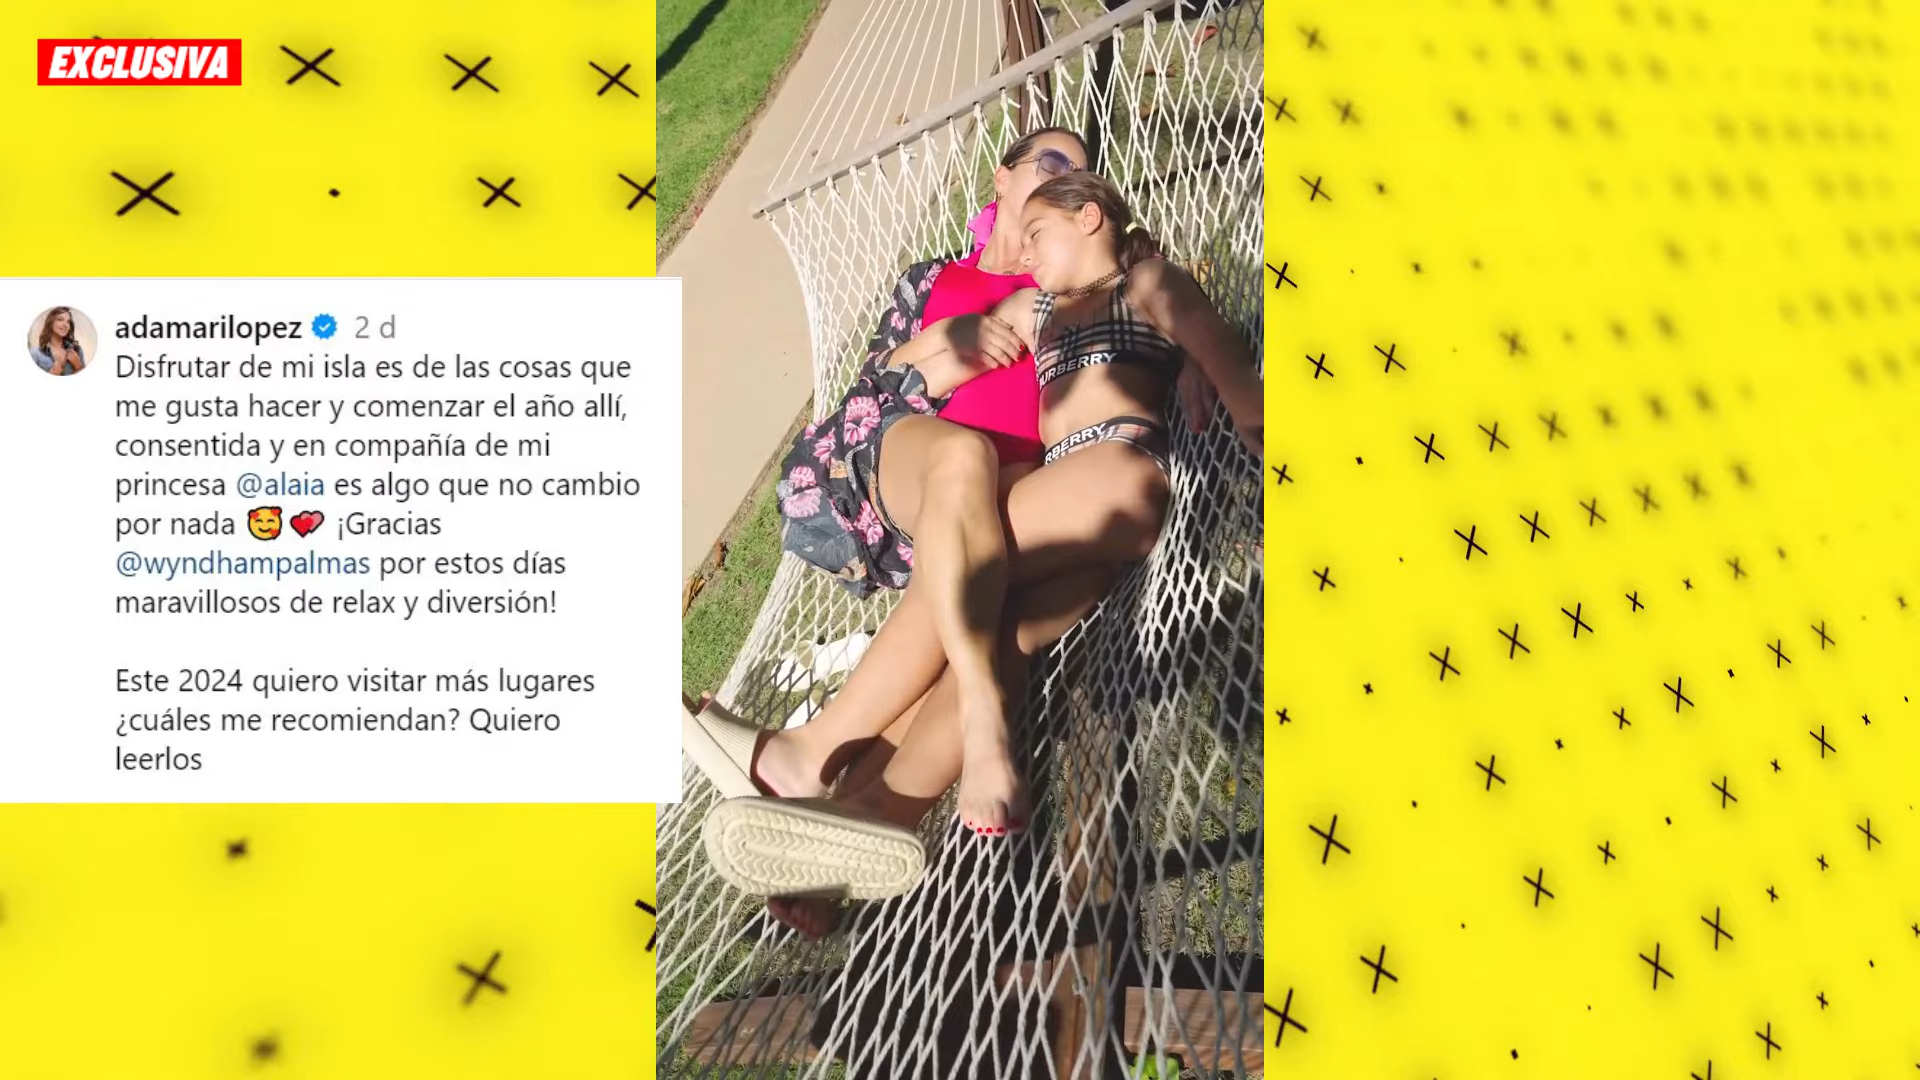 EXCLUSIVA
adamarilopez 2 d
Disfrutar de mi isla es de las cosas que
me gusta hacer y comenzar el año allí,
consentida y en compañía de mi
princesa @alaia es algo que no cambio
por nada 🥰💕 ¡Gracias
@wyndhampalmas por estos días
maravillosos de relax y diversión!
Este 2024 quiero visitar más lugares
¿cuáles me recomiendan? Quiero
leerlos
BURBERRY